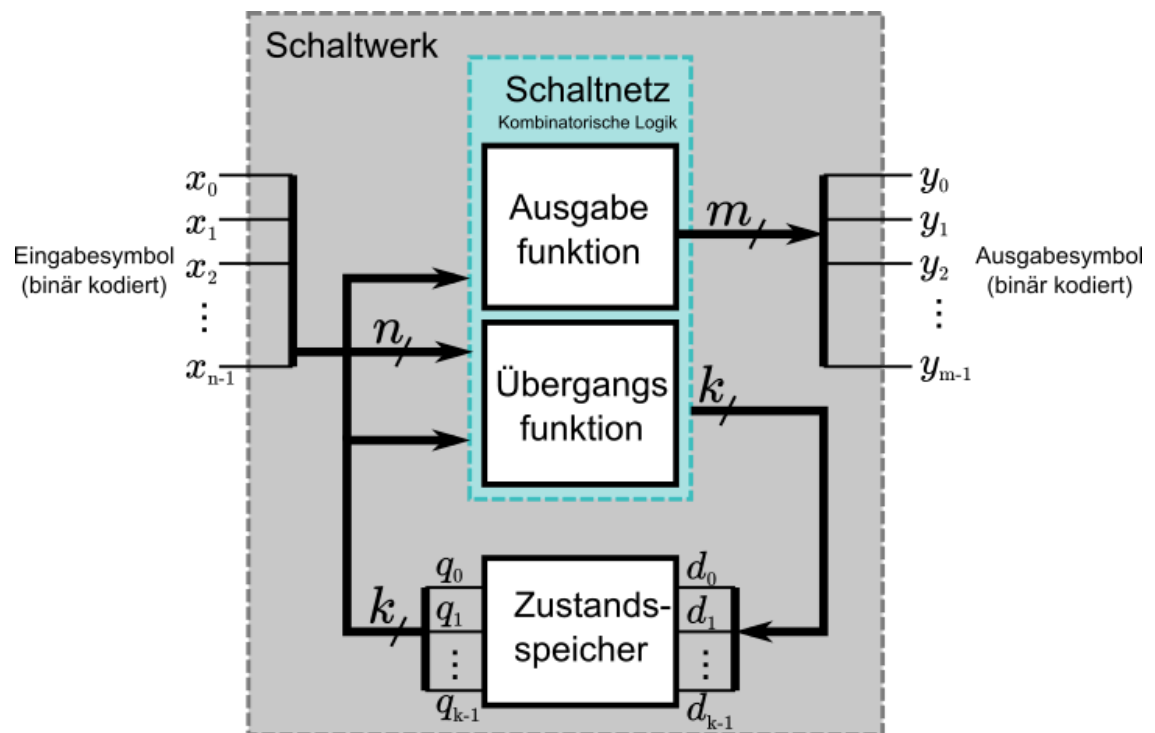 Schaltwerk
Schaltnetz
Kombinatorische Logik
Eingabesymbol
(binär kodiert)
x₀
x₁
x₂
⋮
xₙ₋₁
n
Ausgabe
funktion
m
Übergangs
funktion
k
y₀
y₁
y₂
⋮
yₘ₋₁
Ausgabesymbol
(binär kodiert)
k
q₀
q₁
⋮
qₖ₋₁
Zustands-
speicher
d₀
d₁
⋮
dₖ₋₁